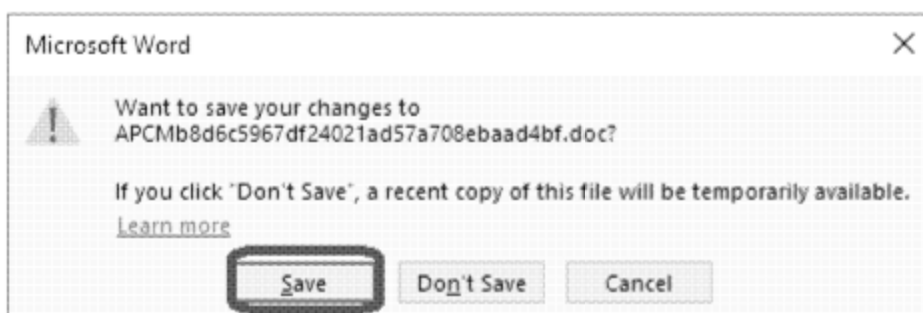 Microsoft Word
Want to save your changes to
APCMb8d6c5967df24021ad57a708ebaad4bf.doc?
If you click "Don't Save", a recent copy of this file will be temporarily available.
Learn more
Save Don't Save Cancel